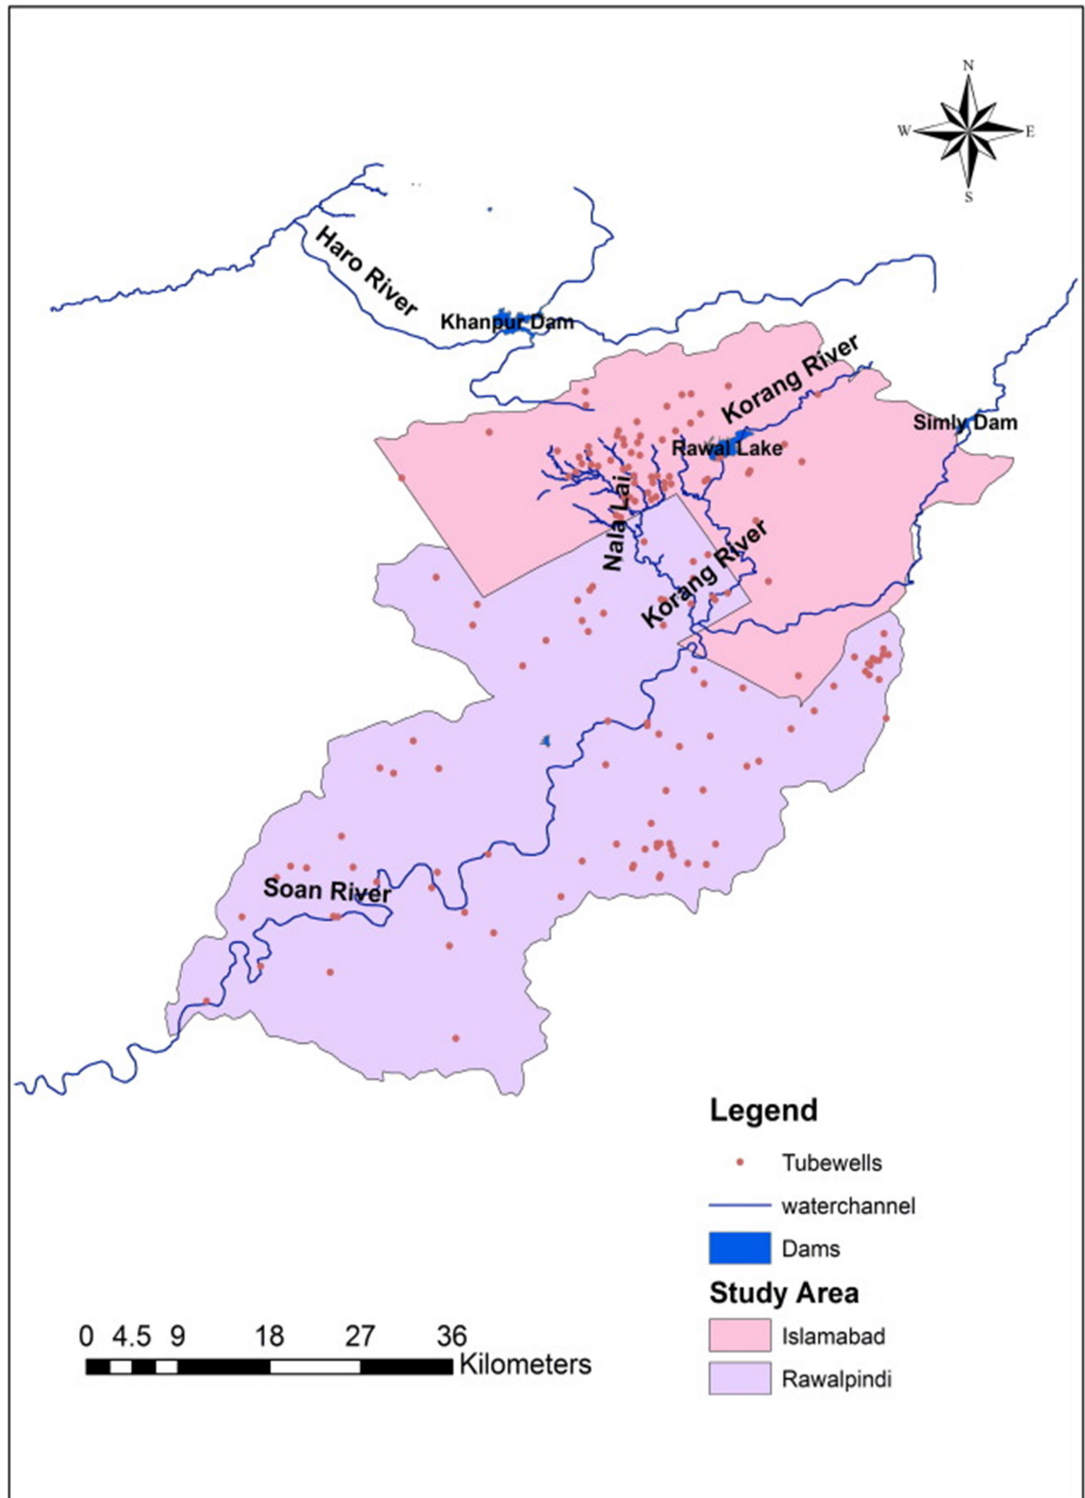 N
W E
S
Haro River
Khanpur Dam
Korang River
Simly Dam
Rawal Lake
Nala Lai
Korang River
Soan River
Legend
Tubewells
waterchannel
Dams
Study Area
Islamabad
Rawalpindi
0 4.5 9 18 27 36
Kilometers